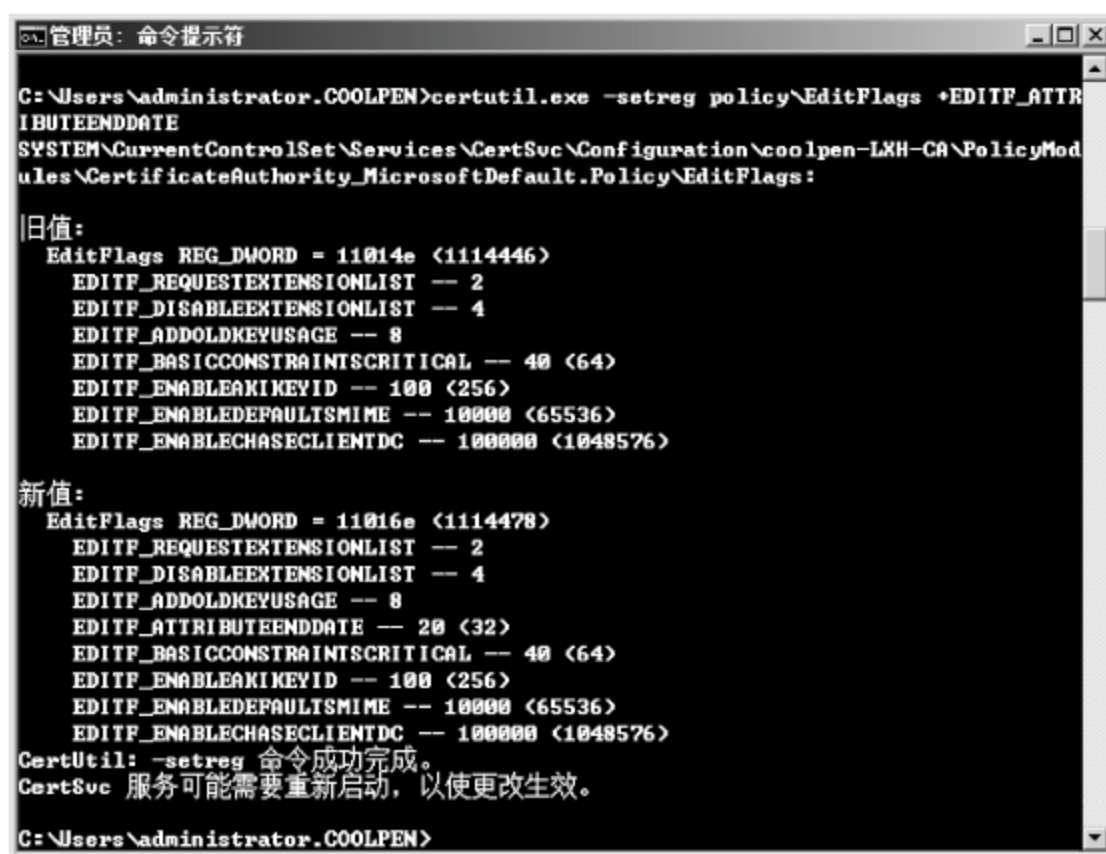 管理员: 命令提示符
C:\Users\administrator.COOLPEN>certutil.exe -setreg policy\EditFlags +EDITF_ATTR
IBUTEENDDATE
SYSTEM\CurrentControlSet\Services\CertSvc\Configuration\coolpen-LXH-CA\PolicyMod
ules\CertificateAuthority_MicrosoftDefault.Policy\EditFlags:
旧值:
EditFlags REG_DWORD = 11014e (1114446)
EDITF_REQUESTEXTENSIONLIST -- 2
EDITF_DISABLEEXTENSIONLIST -- 4
EDITF_ADDOLDKEYUSAGE -- 8
EDITF_BASICCONSTRAINTSCRITICAL -- 40 (64)
EDITF_ENABLEAKIKEYID -- 100 (256)
EDITF_ENABLEDEFAULTSMIME -- 10000 (65536)
EDITF_ENABLECHASECLIENTDC -- 100000 (1048576)
新值:
EditFlags REG_DWORD = 11016e (1114478)
EDITF_REQUESTEXTENSIONLIST -- 2
EDITF_DISABLEEXTENSIONLIST -- 4
EDITF_ADDOLDKEYUSAGE -- 8
EDITF_ATTRIBUTEENDDATE -- 20 (32)
EDITF_BASICCONSTRAINTSCRITICAL -- 40 (64)
EDITF_ENABLEAKIKEYID -- 100 (256)
EDITF_ENABLEDEFAULTSMIME -- 10000 (65536)
EDITF_ENABLECHASECLIENTDC -- 100000 (1048576)
CertUtil: -setreg 命令成功完成。
CertSvc 服务可能需要重新启动，以使更改生效。
C:\Users\administrator.COOLPEN>